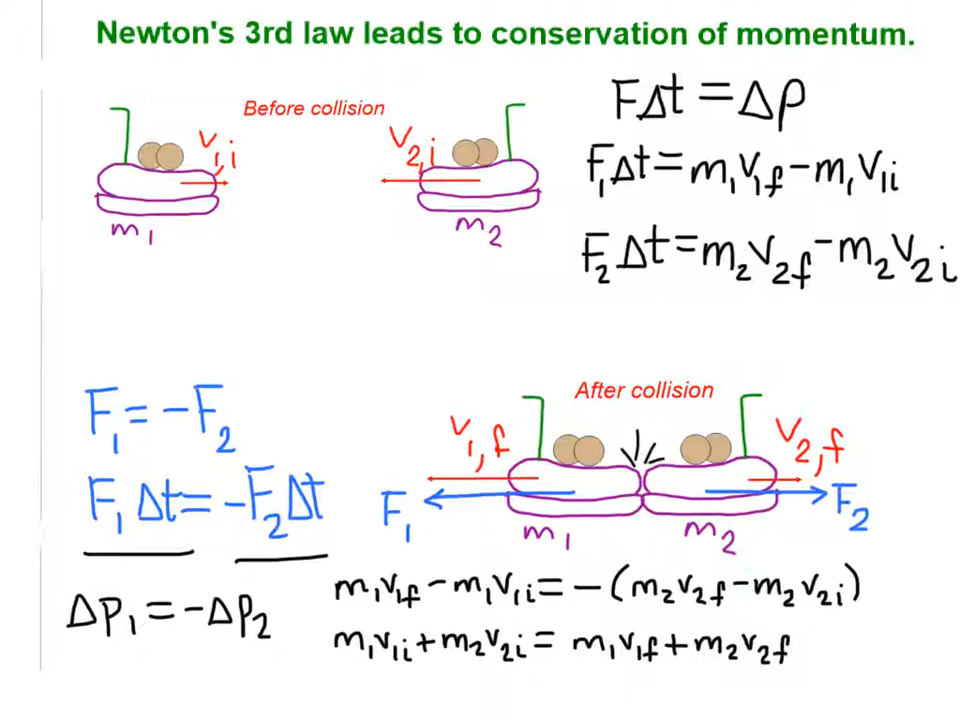 Newton's 3rd law leads to conservation of momentum.
Before collision
V1,i
V2,i
m1
m2
FΔt = Δp
F1Δt = m1V1f − m1V1i
F2Δt = m2V2f − m2V2i
F1 = −F2
F1Δt = −F2Δt
Δp1 = −Δp2
After collision
V1,f
V2,f
F1
F2
m1
m2
m1V1f − m1V1i = −(m2V2f − m2V2i)
m1V1i + m2V2i = m1V1f + m2V2f